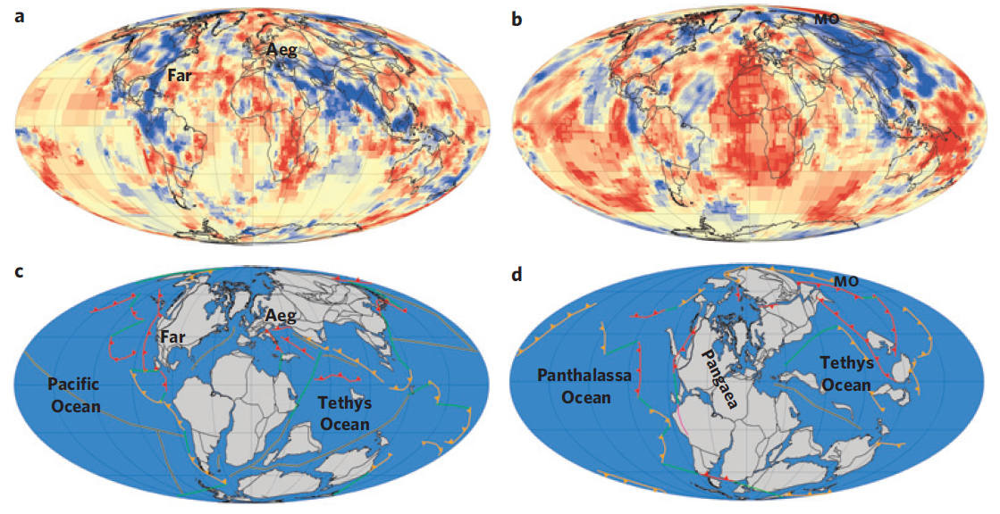 a
Aeg
Far
b
MO
c
Aeg
Far
Pacific
Ocean
Tethys
Ocean
d
MO
Pangaea
Panthalassa
Ocean
Tethys
Ocean